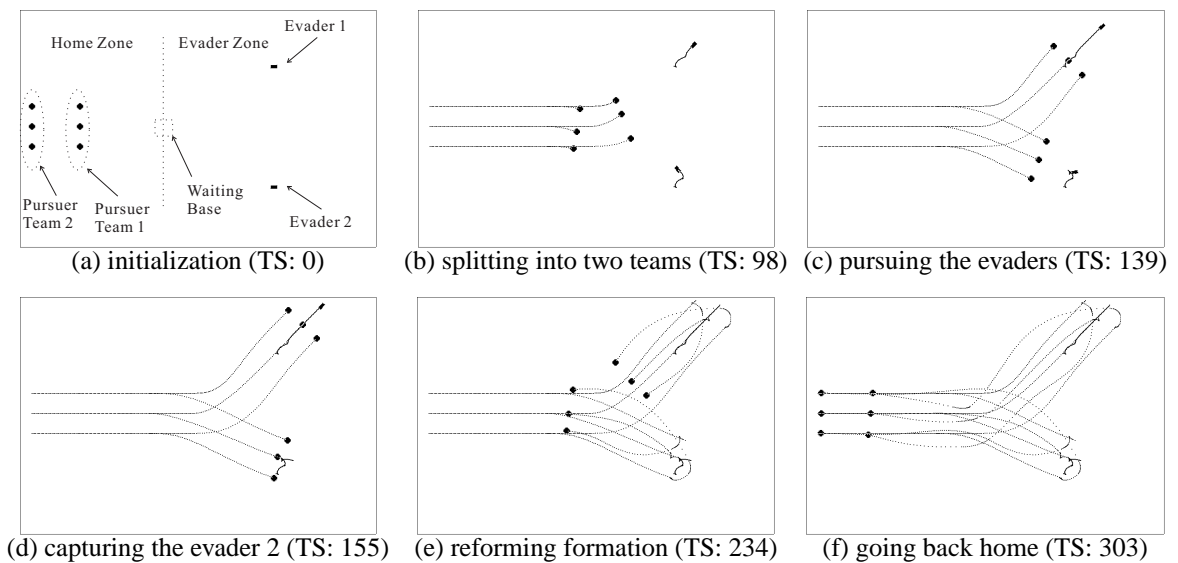 Evader 1
Home Zone
Evader Zone
Pursuer
Team 2
Pursuer
Team 1
Waiting
Base
Evader 2
(a) initialization (TS: 0)
(b) splitting into two teams (TS: 98)
(c) pursuing the evaders (TS: 139)
(d) capturing the evader 2 (TS: 155)
(e) reforming formation (TS: 234)
(f) going back home (TS: 303)